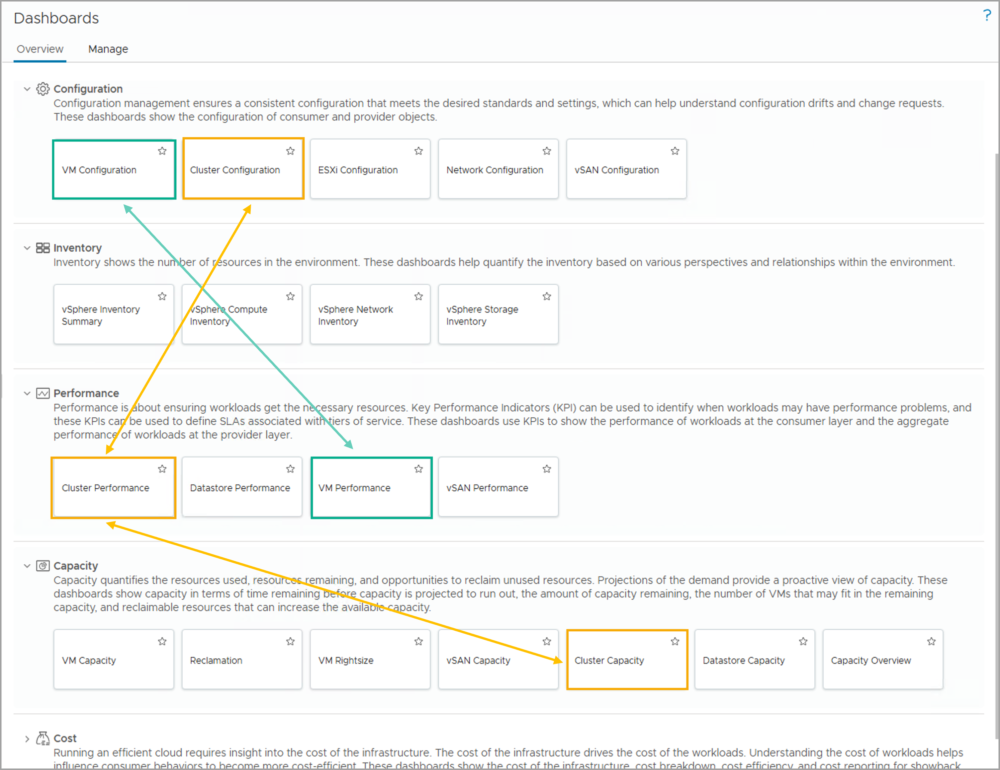 Dashboards
?
Overview
Manage
Configuration
Configuration management ensures a consistent configuration that meets the desired standards and settings, which can help understand configuration drifts and change requests.
These dashboards show the configuration of consumer and provider objects.
VM Configuration
Cluster Configuration
ESXi Configuration
Network Configuration
vSAN Configuration
Inventory
Inventory shows the number of resources in the environment. These dashboards help quantify the inventory based on various perspectives and relationships within the environment.
vSphere Inventory
Summary
vSphere Compute
Inventory
vSphere Network
Inventory
vSphere Storage
Inventory
Performance
Performance is about ensuring workloads get the necessary resources. Key Performance Indicators (KPI) can be used to identify when workloads may have performance problems, and
these KPIs can be used to define SLAs associated with tiers of service. These dashboards use KPIs to show the performance of workloads at the consumer layer and the aggregate
performance of workloads at the provider layer.
Cluster Performance
Datastore Performance
VM Performance
vSAN Performance
Capacity
Capacity quantifies the resources used, resources remaining, and opportunities to reclaim unused resources. Projections of the demand provide a proactive view of capacity. These
dashboards show capacity in terms of time remaining before capacity is projected to run out, the amount of capacity remaining, the number of VMs that may fit in the remaining
capacity, and reclaimable resources that can increase the available capacity.
VM Capacity
Reclamation
VM Rightsize
vSAN Capacity
Cluster Capacity
Datastore Capacity
Capacity Overview
Cost
Running an efficient cloud requires insight into the cost of the infrastructure. The cost of the infrastructure drives the cost of the workloads. Understanding the cost of workloads helps
influence consumer behaviors to become more cost-efficient. These dashboards show the cost of the infrastructure, cost breakdown, cost efficiency, and cost reporting for showback